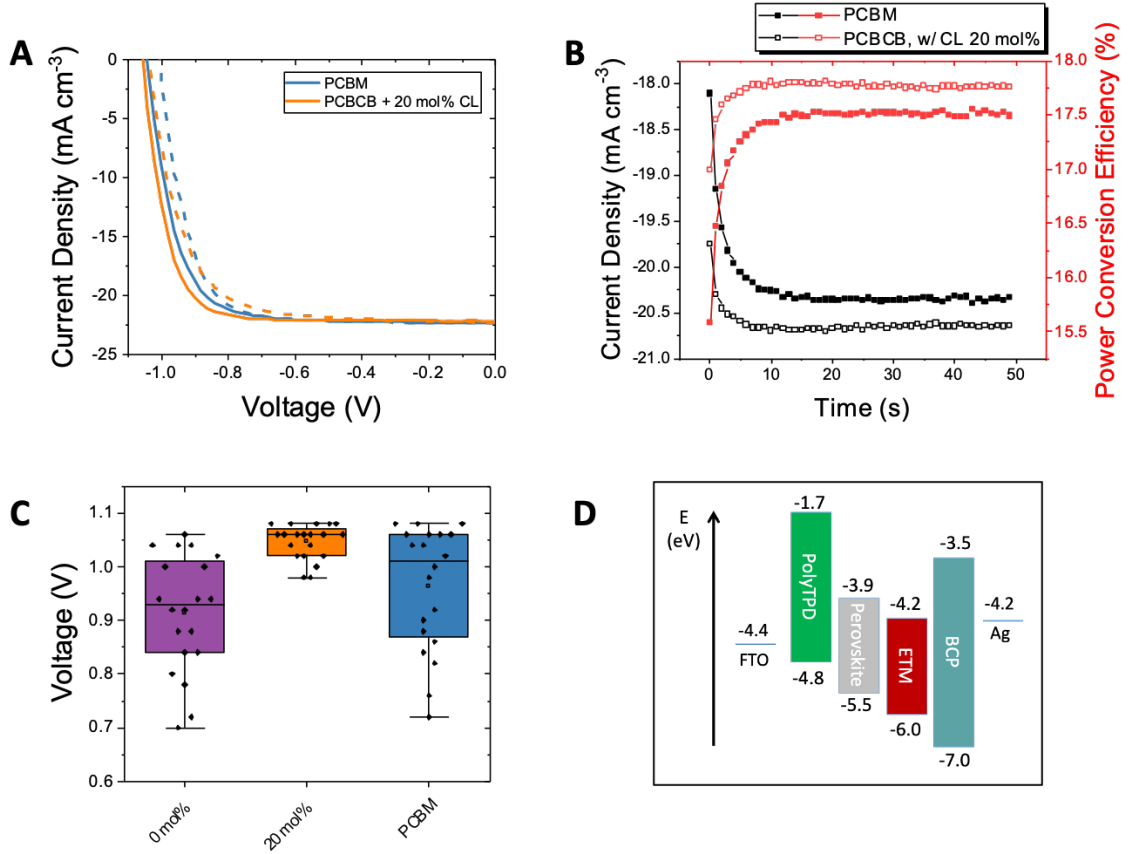 A
0
-5
-10
-15
-20
-25
Current Density (mA cm-3)
PCBM
PCBCB + 20 mol% CL
-1.0
-0.8
-0.6
-0.4
-0.2
0.0
Voltage (V)
B
PCBM
PCBCB, w/ CL 20 mol%
-18.0
-18.5
-19.0
-19.5
-20.0
-20.5
-21.0
Current Density (mA cm-3)
18.0
17.5
17.0
16.5
16.0
15.5
Power Conversion Efficiency (%)
0
10
20
30
40
50
Time (s)
C
1.1
1.0
0.9
0.8
0.7
0.6
Voltage (V)
0 mol%
20 mol%
PCBM
D
E
(eV)
-4.4
FTO
-1.7
PolyTPD
-4.8
-3.9
Perovskite
-5.5
-4.2
ETM
-6.0
-3.5
BCP
-7.0
-4.2
Ag